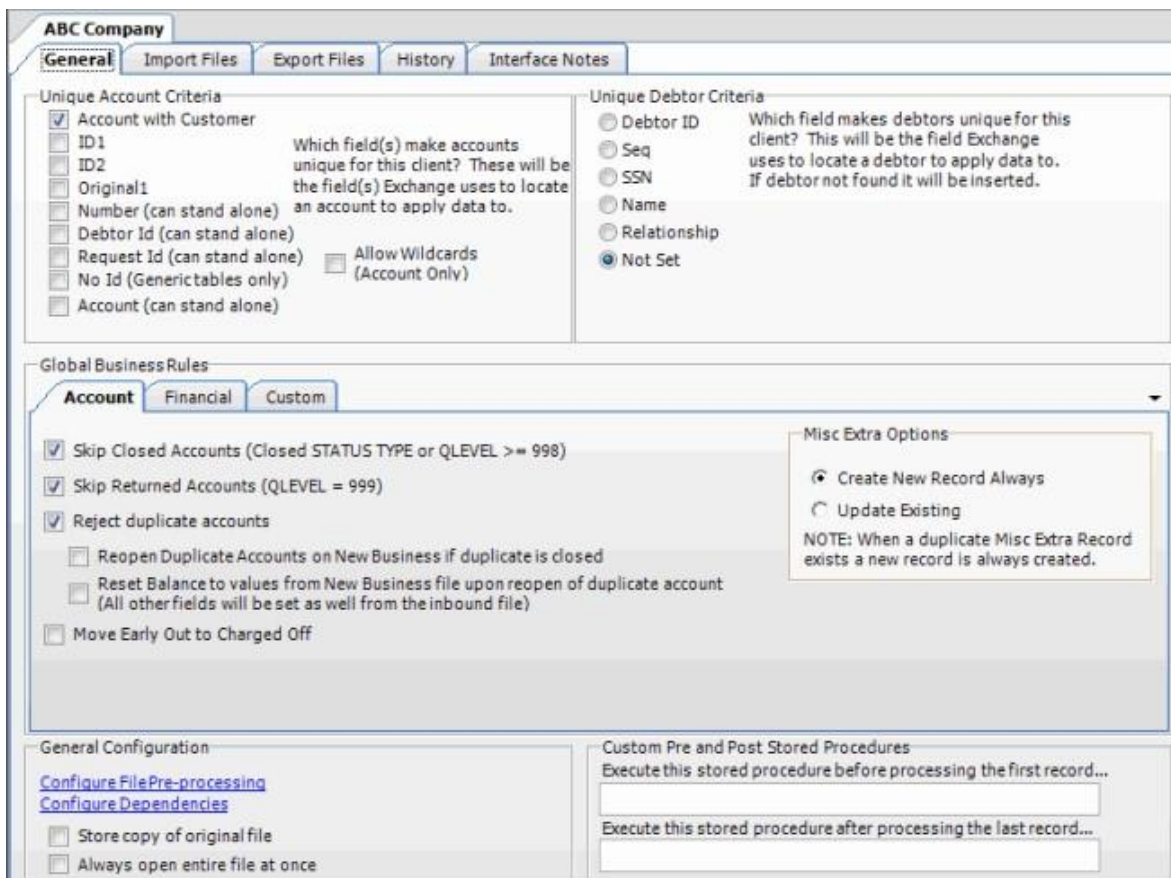 ABC Company
General
Import Files
Export Files
History
Interface Notes
Unique Account Criteria
Account with Customer
ID1
ID2
Original1
Number (can stand alone)
Debtor Id (can stand alone)
Request Id (can stand alone)
No Id (Generic tables only)
Account (can stand alone)
Which field(s) make accounts
unique for this client? These will be
the field(s) Exchange uses to locate
an account to apply data to.
Allow Wildcards
(Account Only)
Unique Debtor Criteria
Debtor ID
Seq
SSN
Name
Relationship
Not Set
Which field makes debtors unique for this
client? This will be the field Exchange
uses to locate a debtor to apply data to.
If debtor not found it will be inserted.
Global Business Rules
Account
Financial
Custom
Skip Closed Accounts (Closed STATUS TYPE or QLEVEL >= 998)
Skip Returned Accounts (QLEVEL = 999)
Reject duplicate accounts
Reopen Duplicate Accounts on New Business if duplicate is closed
Reset Balance to values from New Business file upon reopen of duplicate account
(All other fields will be set as well from the inbound file)
Move Early Out to Charged Off
Misc Extra Options
Create New Record Always
Update Existing
NOTE: When a duplicate Misc Extra Record
exists a new record is always created.
General Configuration
Configure File Pre-processing
Configure Dependencies
Store copy of original file
Always open entire file at once
Custom Pre and Post Stored Procedures
Execute this stored procedure before processing the first record...
Execute this stored procedure after processing the last record...